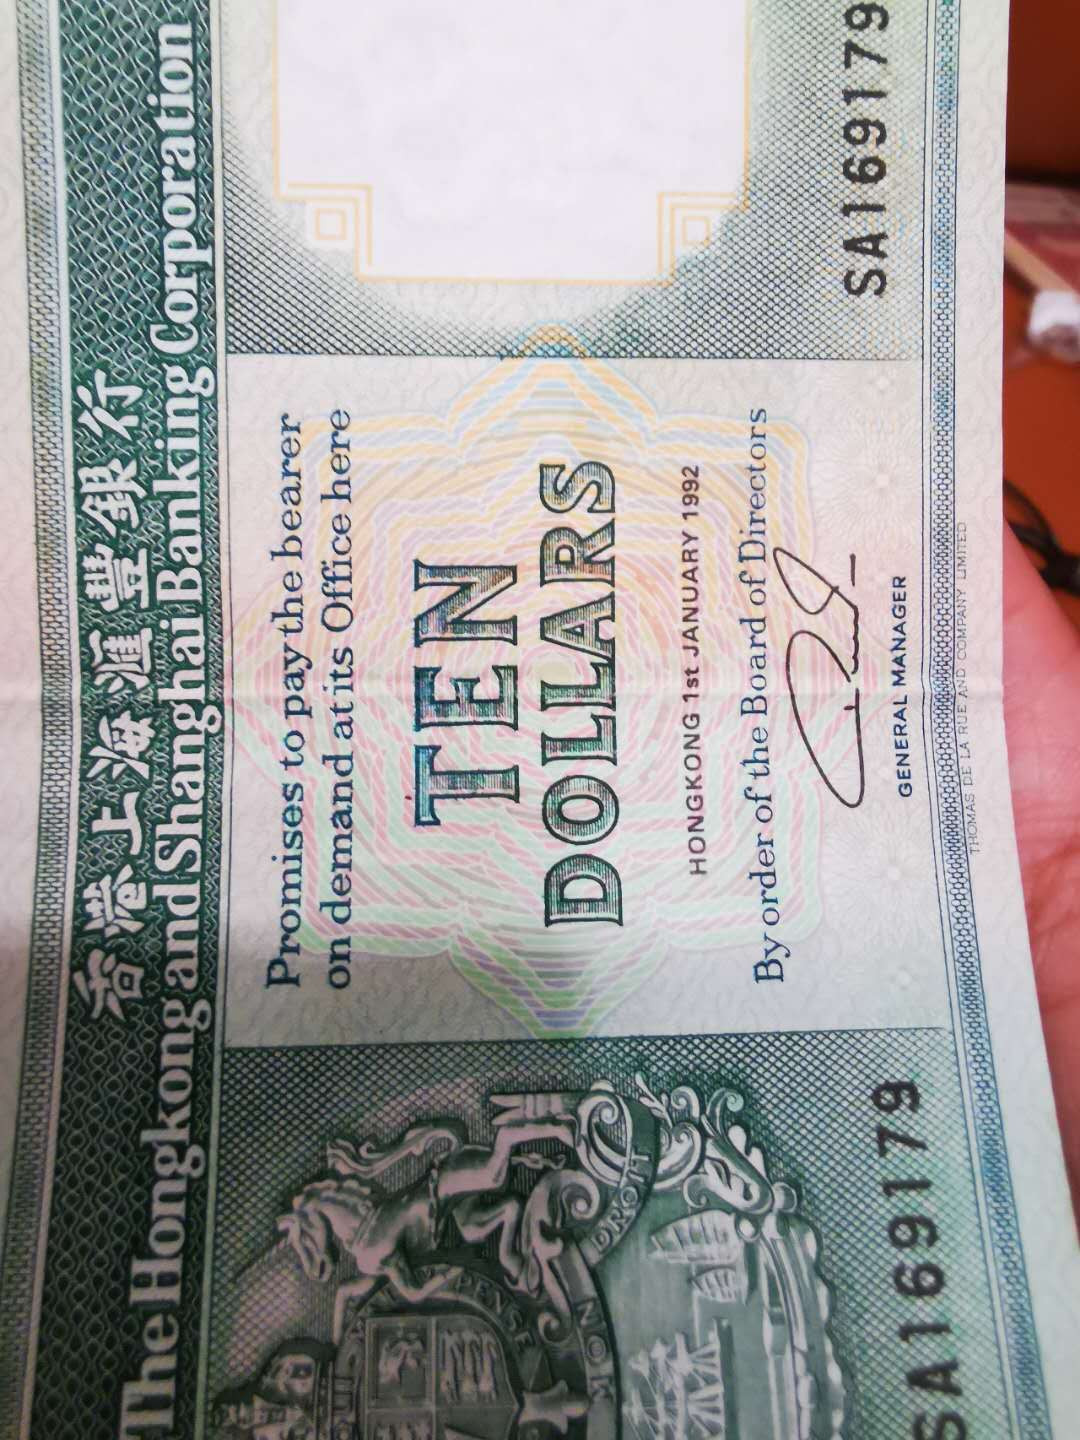 香港上海滙豐銀行
The Hongkong and Shanghai Banking Corporation
Promises to pay the bearer
on demand at its Office here
TEN
DOLLARS
HONGKONG 1st JANUARY 1992
By order of the Board of Directors
GENERAL MANAGER
SA169179
SA169179
DROIT
MON
THOMAS DE LA RUE AND COMPANY LIMITED